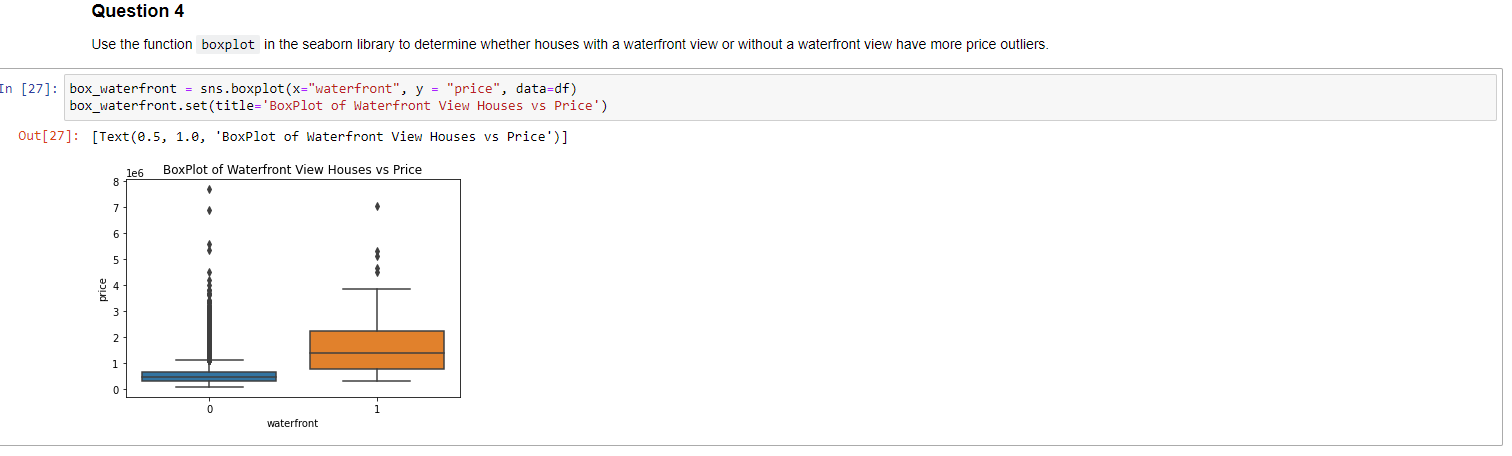 Question 4
Use the function boxplot in the seaborn library to determine whether houses with a waterfront view or without a waterfront view have more price outliers.
In [27]: box_waterfront = sns.boxplot(x="waterfront", y = "price", data=df)
box_waterfront.set(title='BoxPlot of Waterfront View Houses vs Price')
Out[27]: [Text(0.5, 1.0, 'BoxPlot of Waterfront View Houses vs Price')]
1e6 BoxPlot of Waterfront View Houses vs Price
8
7
6
5
4
price
3
2
1
0
0 1
waterfront